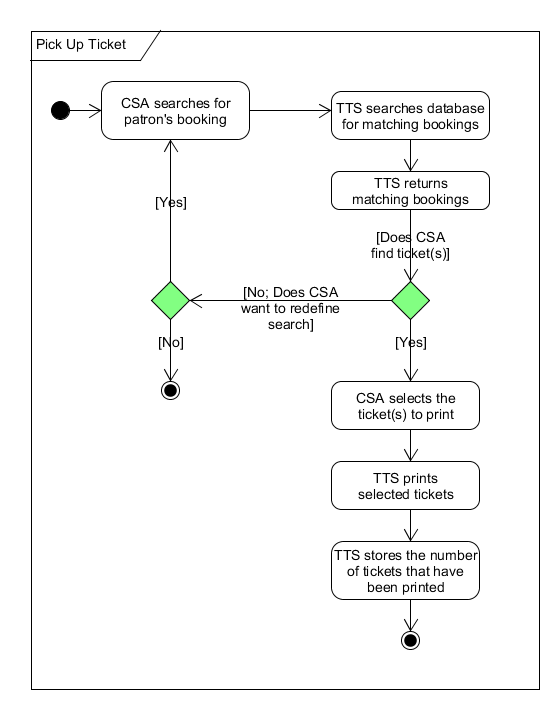 Pick Up Ticket
CSA searches for
patron's booking
TTS searches database
for matching bookings
TTS returns
matching bookings
[Yes]
[Does CSA
find ticket(s)]
[No; Does CSA
want to redefine
search]
[No]
[Yes]
CSA selects the
ticket(s) to print
TTS prints
selected tickets
TTS stores the number
of tickets that have
been printed